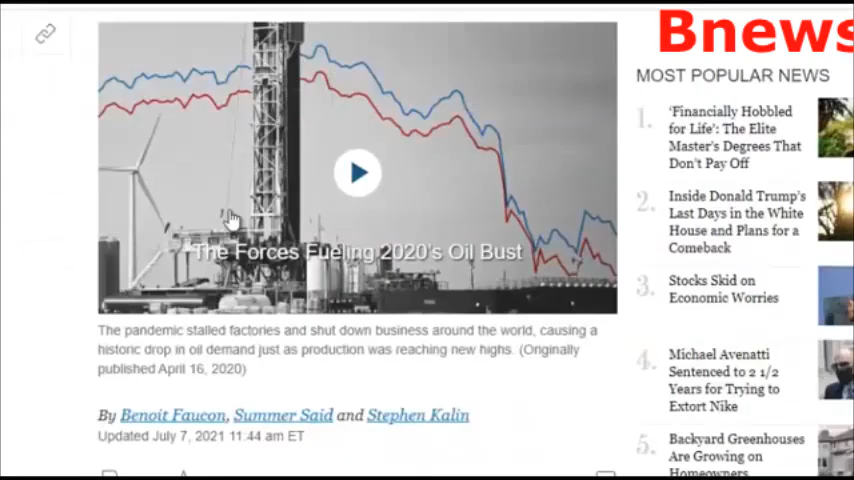 Bnews
MOST POPULAR NEWS
1.
'Financially Hobbled
for Life': The Elite
Master's Degrees That
Don't Pay Off
2.
Inside Donald Trump's
Last Days in the White
House and Plans for a
Comeback
3.
Stocks Skid on
Economic Worries
4.
Michael Avenatti
Sentenced to 2 1/2
Years for Trying to
Extort Nike
5.
Backyard Greenhouses
Are Growing on
Homeowners
The Forces Fueling 2020's Oil Bust
The pandemic stalled factories and shut down business around the world, causing a
historic drop in oil demand just as production was reaching new highs. (Originally
published April 16, 2020)
By Benoit Faucon, Summer Said and Stephen Kalin
Updated July 7, 2021 11:44 am ET